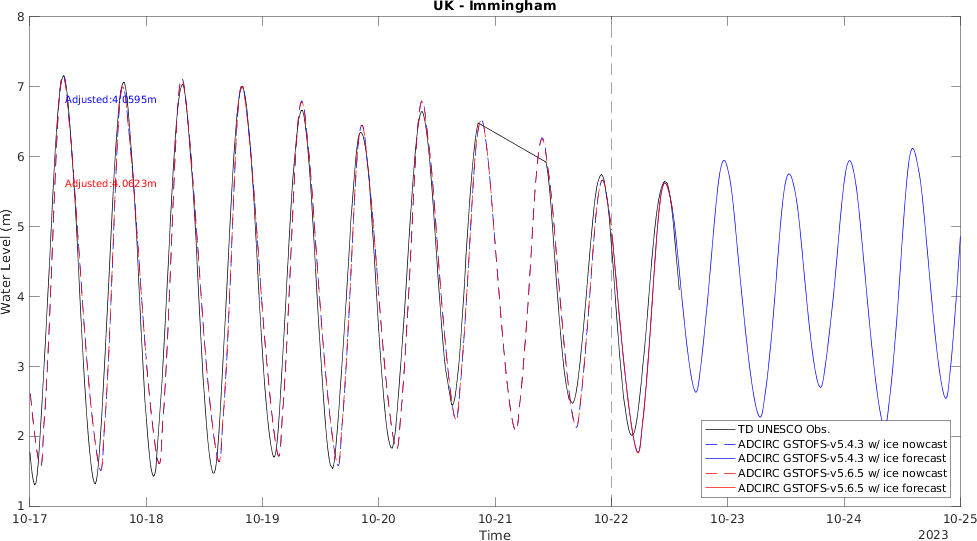 UK - Immingham
8
7
6
5
4
3
2
1
Water Level (m)
Adjusted:4.0595m
Adjusted:4.0623m
TD UNESCO Obs.
ADCIRC GSTOFS-v5.4.3 w/ ice nowcast
ADCIRC GSTOFS-v5.4.3 w/ ice forecast
ADCIRC GSTOFS-v5.6.5 w/ ice nowcast
ADCIRC GSTOFS-v5.6.5 w/ ice forecast
10-17 10-18 10-19 10-20 10-21 10-22 10-23 10-24 10-25
Time
2023